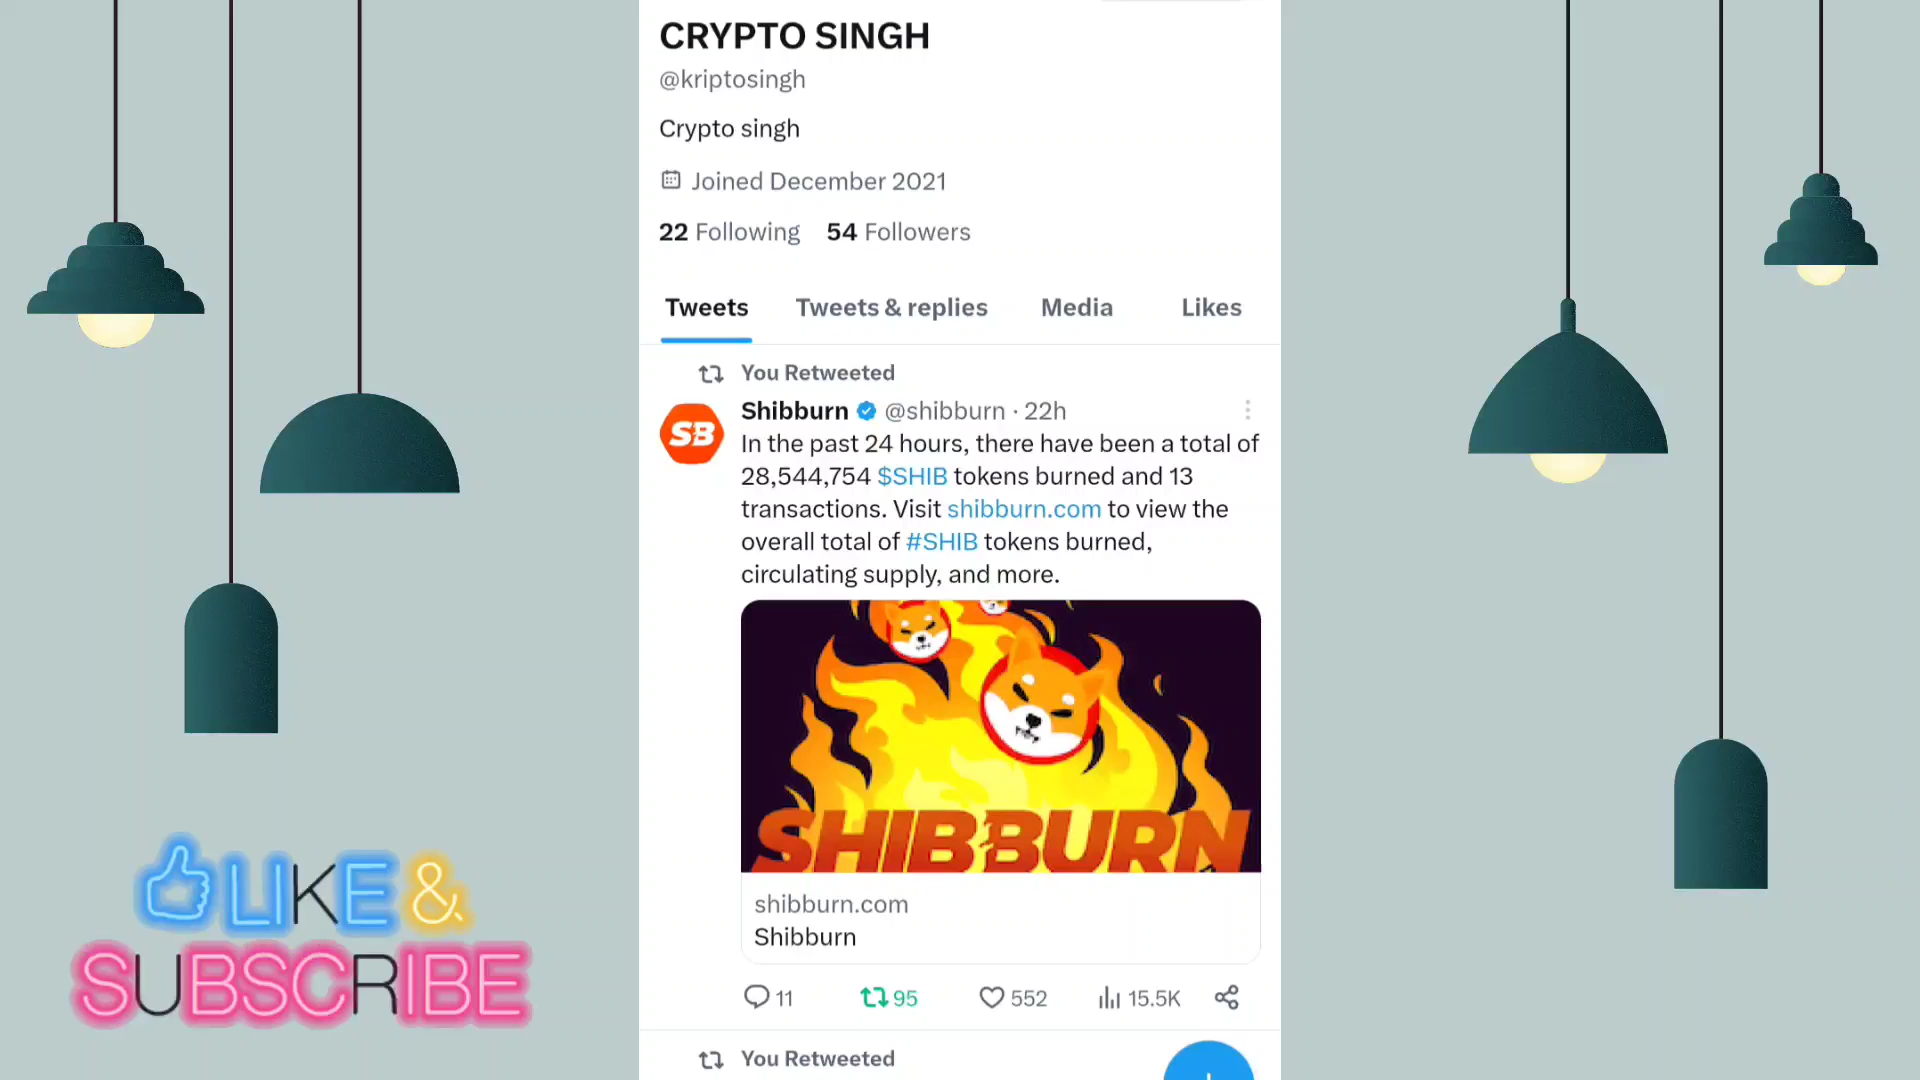 CRYPTO SINGH
@kriptosingh
Crypto singh
Joined December 2021
22 Following 54 Followers
Tweets Tweets & replies Media Likes
You Retweeted
Shibburn @shibburn · 22h
SB
In the past 24 hours, there have been a total of
28,544,754 $SHIB tokens burned and 13
transactions. Visit shibburn.com to view the
overall total of #SHIB tokens burned,
circulating supply, and more.
SHIBBURN
shibburn.com
Shibburn
11 95 552 15.5K
You Retweeted
LIKE &
SUBSCRIBE